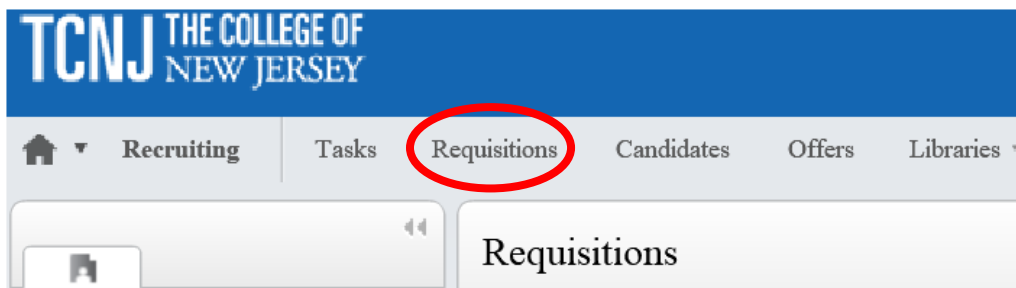 TCNJ THE COLLEGE OF
NEW JERSEY
Recruiting Tasks Requisitions Candidates Offers Libraries
Requisitions